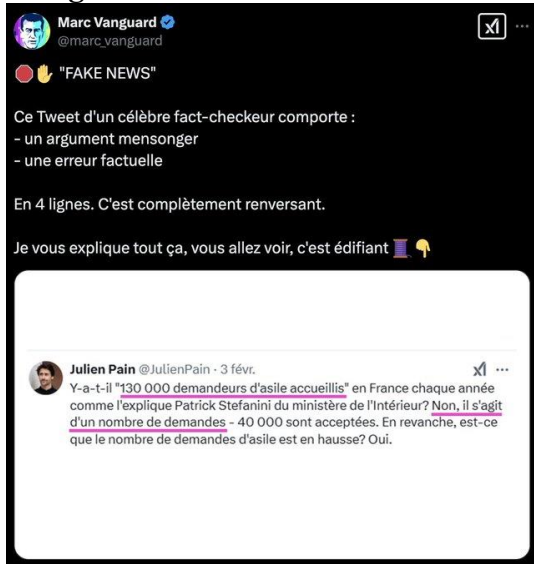 Marc Vanguard
@marc_vanguard
"FAKE NEWS"
Ce Tweet d'un célèbre fact-checkeur comporte :
- un argument mensonger
- une erreur factuelle
En 4 lignes. C'est complètement renversant.
Je vous explique tout ça, vous allez voir, c'est édifiant
Julien Pain @JulienPain · 3 févr.
Y-a-t-il "130 000 demandeurs d'asile accueillis" en France chaque année
comme l'explique Patrick Stefanini du ministère de l'Intérieur? Non, il s'agit
d'un nombre de demandes - 40 000 sont acceptées. En revanche, est-ce
que le nombre de demandes d'asile est en hausse? Oui.